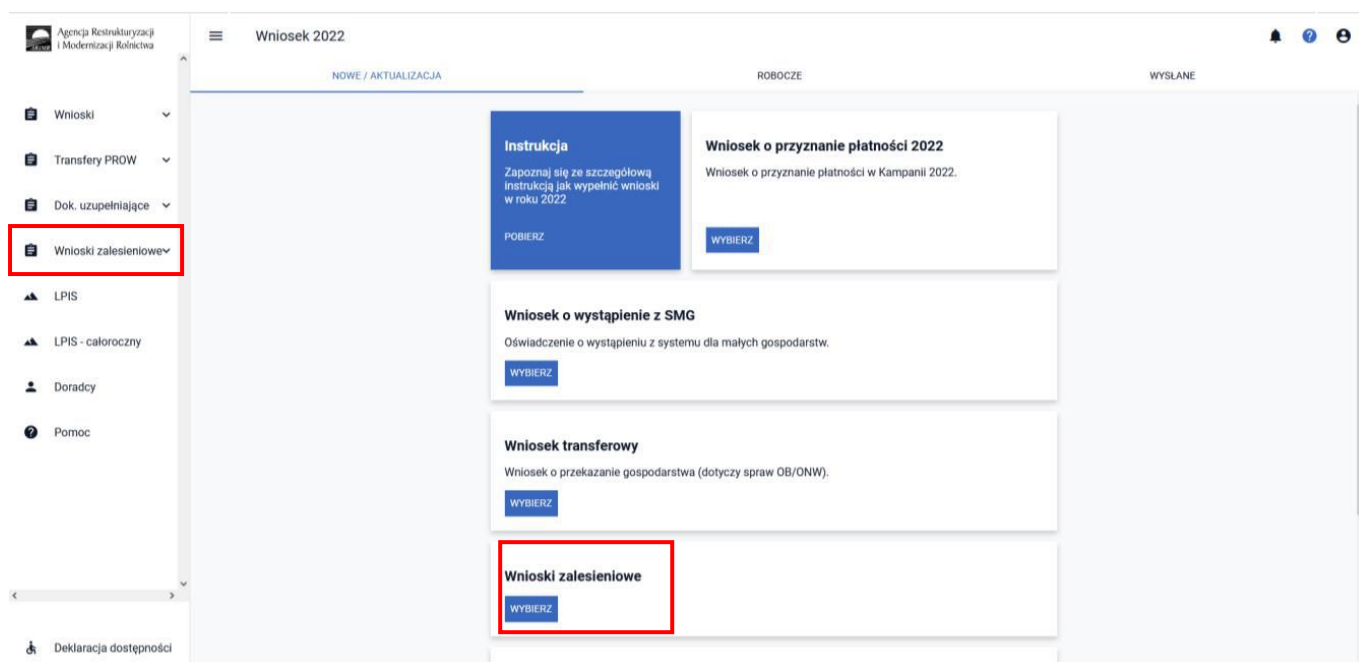 Agencja Restrukturyzacji
i Modernizacji Rolnictwa
Wniosek 2022
NOWE / AKTUALIZACJA
ROBOCZE
WYSŁANE
Wnioski
Transfery PROW
Dok. uzupełniające
Wnioski zalesieniowe
LPIS
LPIS - całoroczny
Doradcy
Pomoc
Deklaracja dostępności
Instrukcja
Zapoznaj się ze szczegółową
instrukcją jak wypełnić wnioski
w roku 2022
POBIERZ
Wniosek o przyznanie płatności 2022
Wniosek o przyznanie płatności w Kampanii 2022.
WYBIERZ
Wniosek o wystąpienie z SMG
Oświadczenie o wystąpieniu z systemu dla małych gospodarstw.
WYBIERZ
Wniosek transferowy
Wniosek o przekazanie gospodarstwa (dotyczy spraw OB/ONW).
WYBIERZ
Wnioski zalesieniowe
WYBIERZ